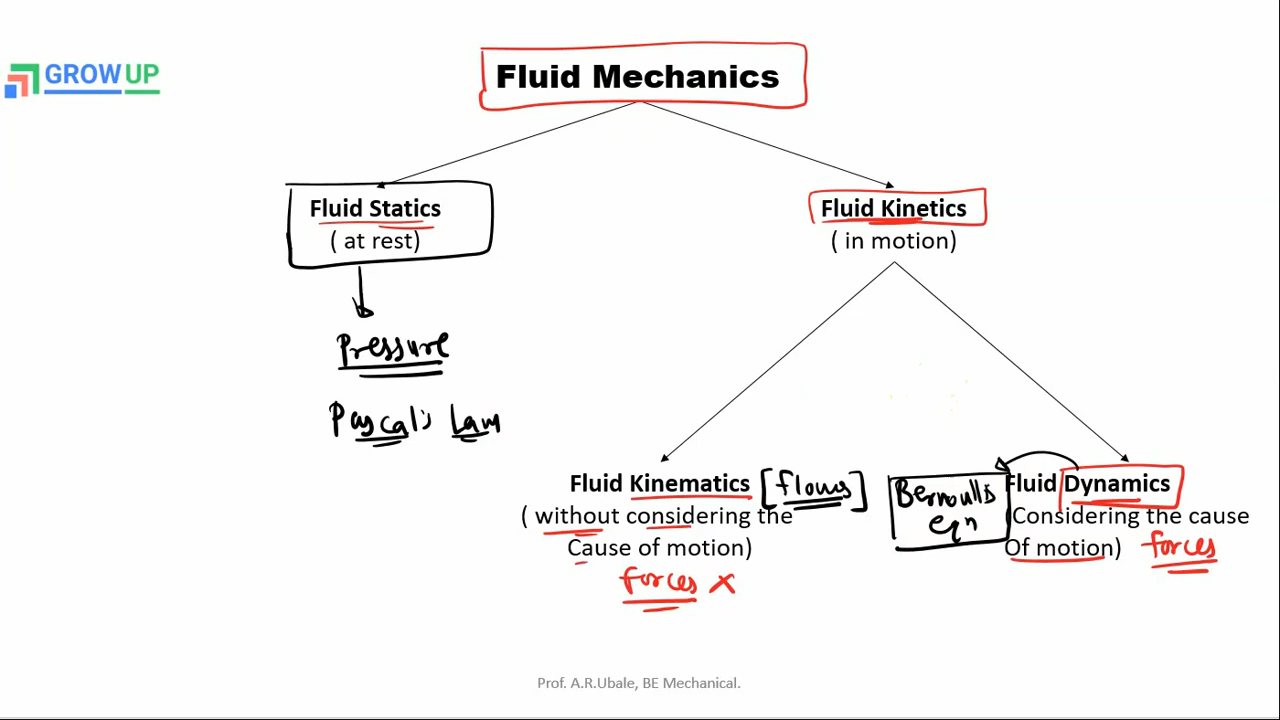 GROW UP
Fluid Mechanics
Fluid Statics
( at rest)
Fluid Kinetics
( in motion)
Pressure
Pascal's Law
Fluid Kinematics [flows]
( without considering the
Cause of motion)
forces x
Bernoulli's
eqn
Fluid Dynamics
(Considering the cause
Of motion) forces
Prof. A.R.Ubale, BE Mechanical.